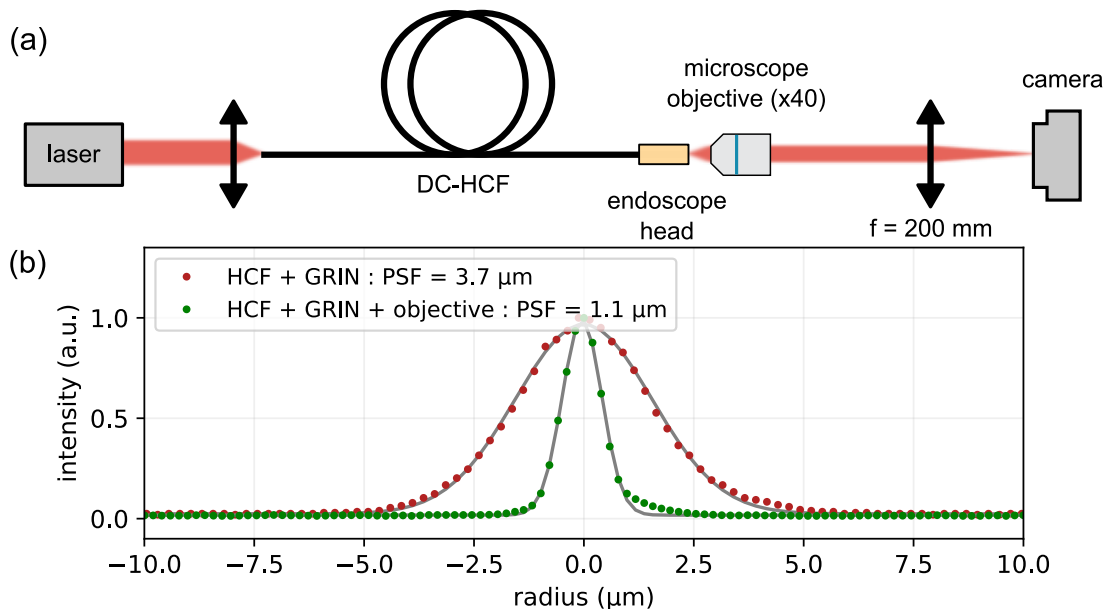 (a)
laser
DC-HCF
endoscope
head
microscope
objective (x40)
f = 200 mm
camera
(b)
HCF + GRIN : PSF = 3.7 μm
HCF + GRIN + objective : PSF = 1.1 μm
intensity (a.u.)
1.0
0.5
0.0
−10.0 −7.5 −5.0 −2.5 0.0 2.5 5.0 7.5 10.0
radius (μm)